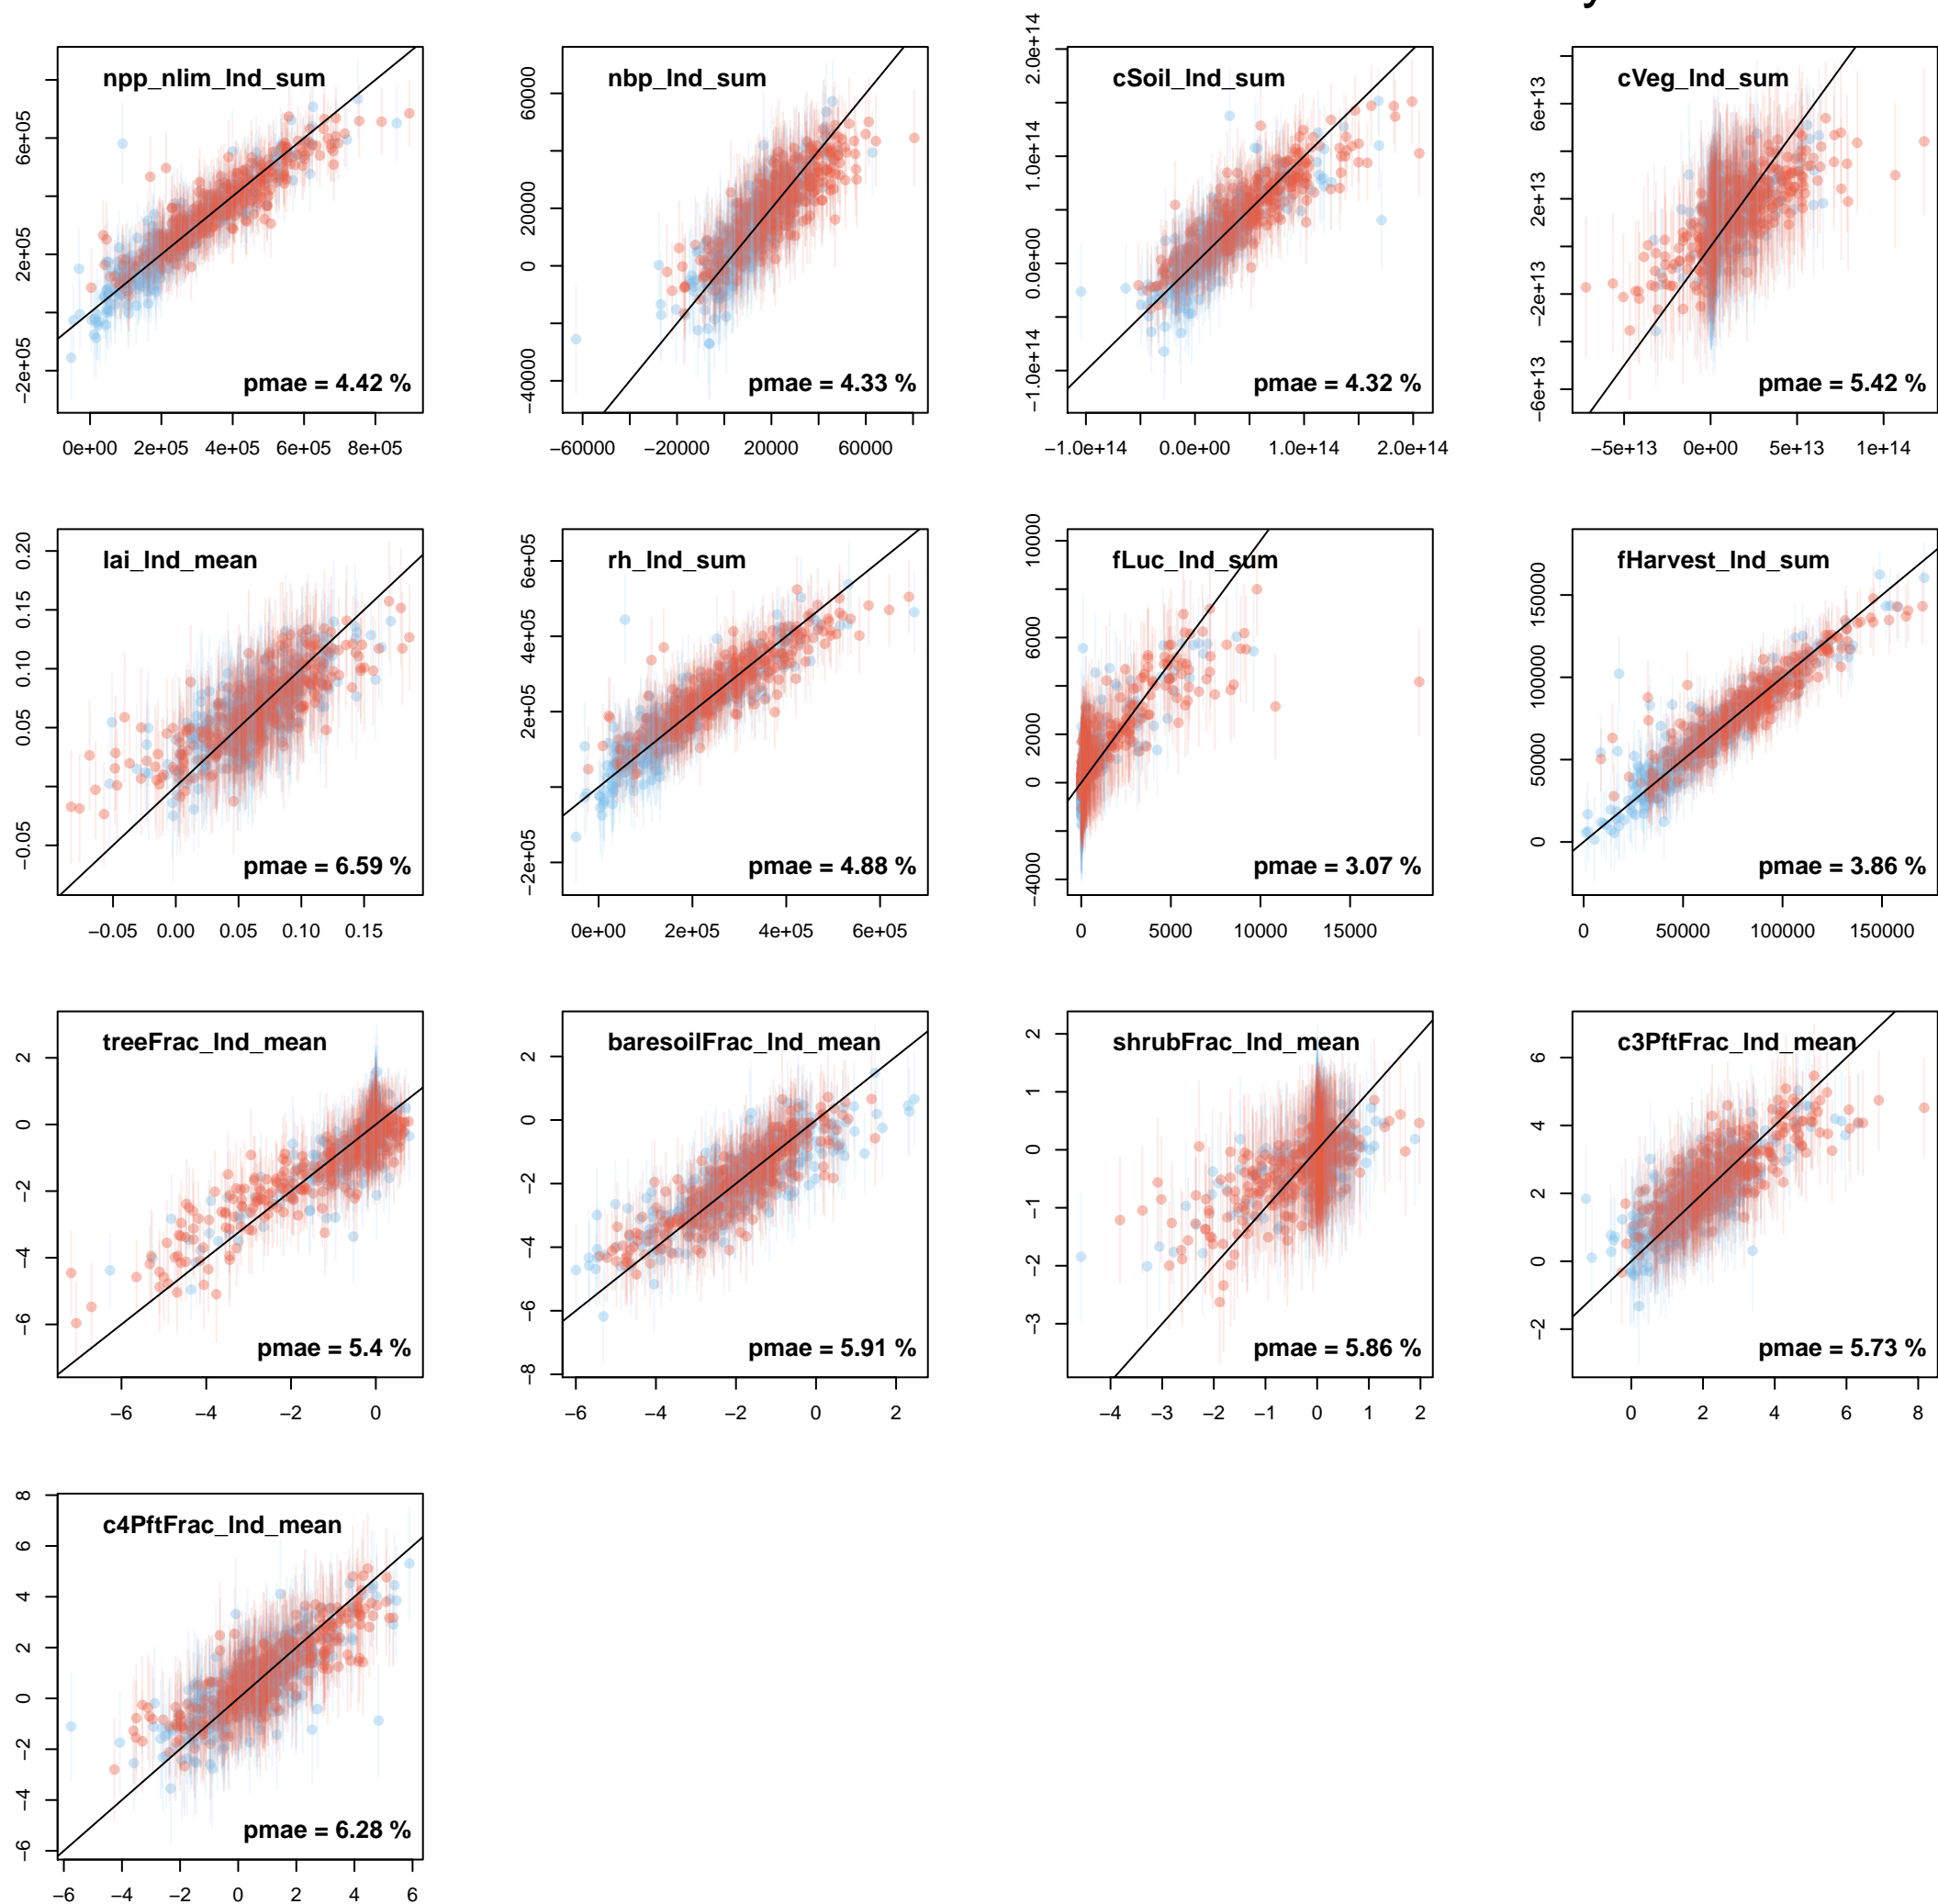 y
npp_nlim_lnd_sum
pmae = 4.42 %
−2e+05 2e+05 6e+05
0e+00 2e+05 4e+05 6e+05 8e+05
nbp_lnd_sum
pmae = 4.33 %
−40000 0 20000 60000
−60000 −20000 20000 60000
cSoil_lnd_sum
pmae = 4.32 %
−1.0e+14 0.0e+00 1.0e+14 2.0e+14
−1.0e+14 0.0e+00 1.0e+14 2.0e+14
cVeg_lnd_sum
pmae = 5.42 %
−6e+13 −2e+13 2e+13 6e+13
−5e+13 0e+00 5e+13 1e+14
lai_lnd_mean
pmae = 6.59 %
−0.05 0.05 0.10 0.15 0.20
−0.05 0.00 0.05 0.10 0.15
rh_lnd_sum
pmae = 4.88 %
−2e+05 2e+05 4e+05 6e+05
0e+00 2e+05 4e+05 6e+05
fLuc_lnd_sum
pmae = 3.07 %
−4000 0 2000 6000 10000
0 5000 10000 15000
fHarvest_lnd_sum
pmae = 3.86 %
0 50000 100000 150000
0 50000 100000 150000
treeFrac_lnd_mean
pmae = 5.4 %
−6 −4 −2 0 2
−6 −4 −2 0
baresoilFrac_lnd_mean
pmae = 5.91 %
−8 −6 −4 −2 0 2
−6 −4 −2 0 2
shrubFrac_lnd_mean
pmae = 5.86 %
−3 −2 −1 0 1 2
−4 −3 −2 −1 0 1 2
c3PftFrac_lnd_mean
pmae = 5.73 %
−2 0 2 4 6
0 2 4 6 8
c4PftFrac_lnd_mean
pmae = 6.28 %
−6 −4 −2 0 2 4 6 8
−6 −4 −2 0 2 4 6